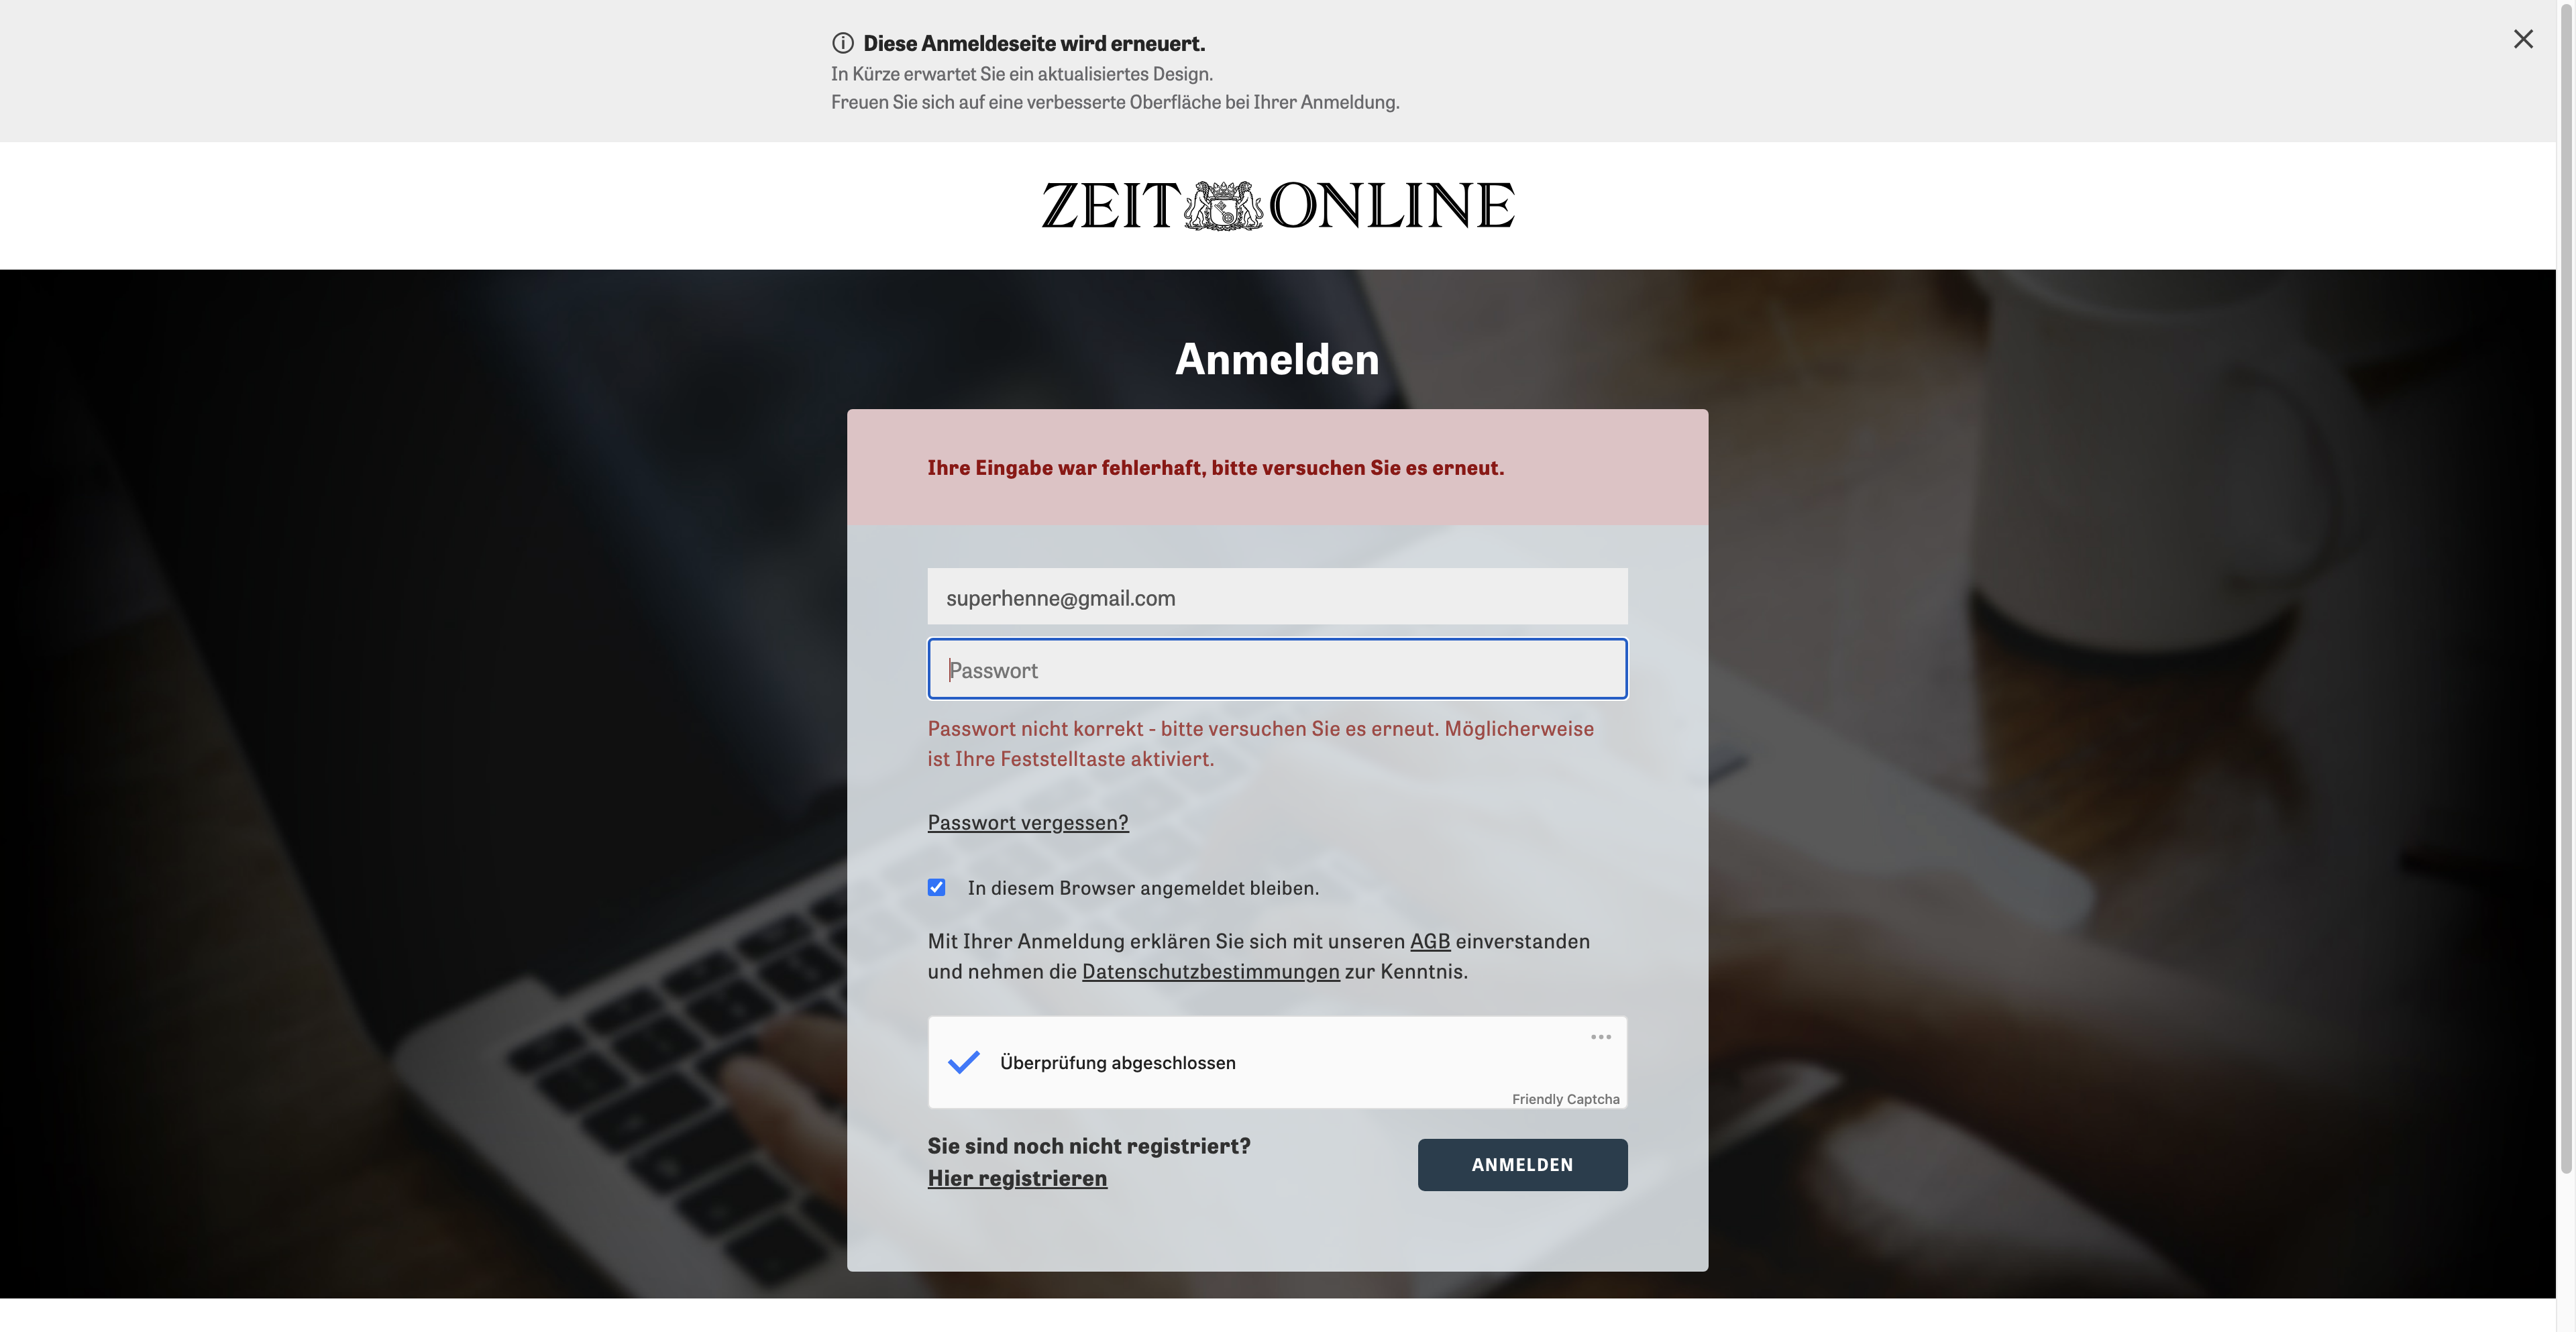 Diese Anmeldeseite wird erneuert.
In Kürze erwartet Sie ein aktualisiertes Design.
Freuen Sie sich auf eine verbesserte Oberfläche bei Ihrer Anmeldung.
ZEIT ONLINE
Anmelden
Ihre Eingabe war fehlerhaft, bitte versuchen Sie es erneut.
superhenne@gmail.com
Passwort
Passwort nicht korrekt - bitte versuchen Sie es erneut. Möglicherweise
ist Ihre Feststelltaste aktiviert.
Passwort vergessen?
In diesem Browser angemeldet bleiben.
Mit Ihrer Anmeldung erklären Sie sich mit unseren AGB einverstanden
und nehmen die Datenschutzbestimmungen zur Kenntnis.
Überprüfung abgeschlossen
Friendly Captcha
Sie sind noch nicht registriert?
Hier registrieren
ANMELDEN